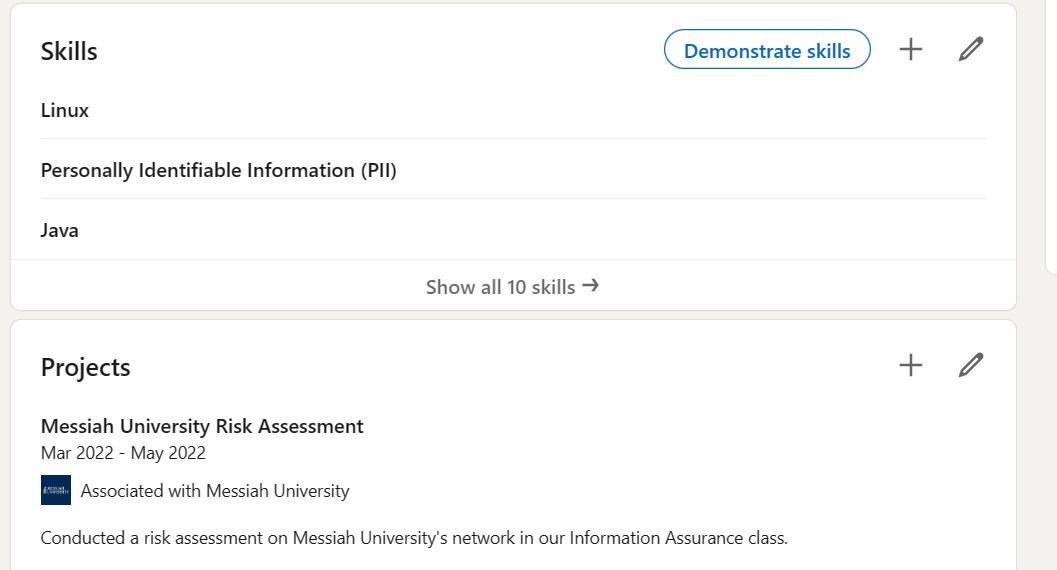 Skills
Demonstrate skills
Linux
Personally Identifiable Information (PII)
Java
Show all 10 skills
Projects
Messiah University Risk Assessment
Mar 2022 - May 2022
MESSIAH
UNIVERSITY
Associated with Messiah University
Conducted a risk assessment on Messiah University's network in our Information Assurance class.